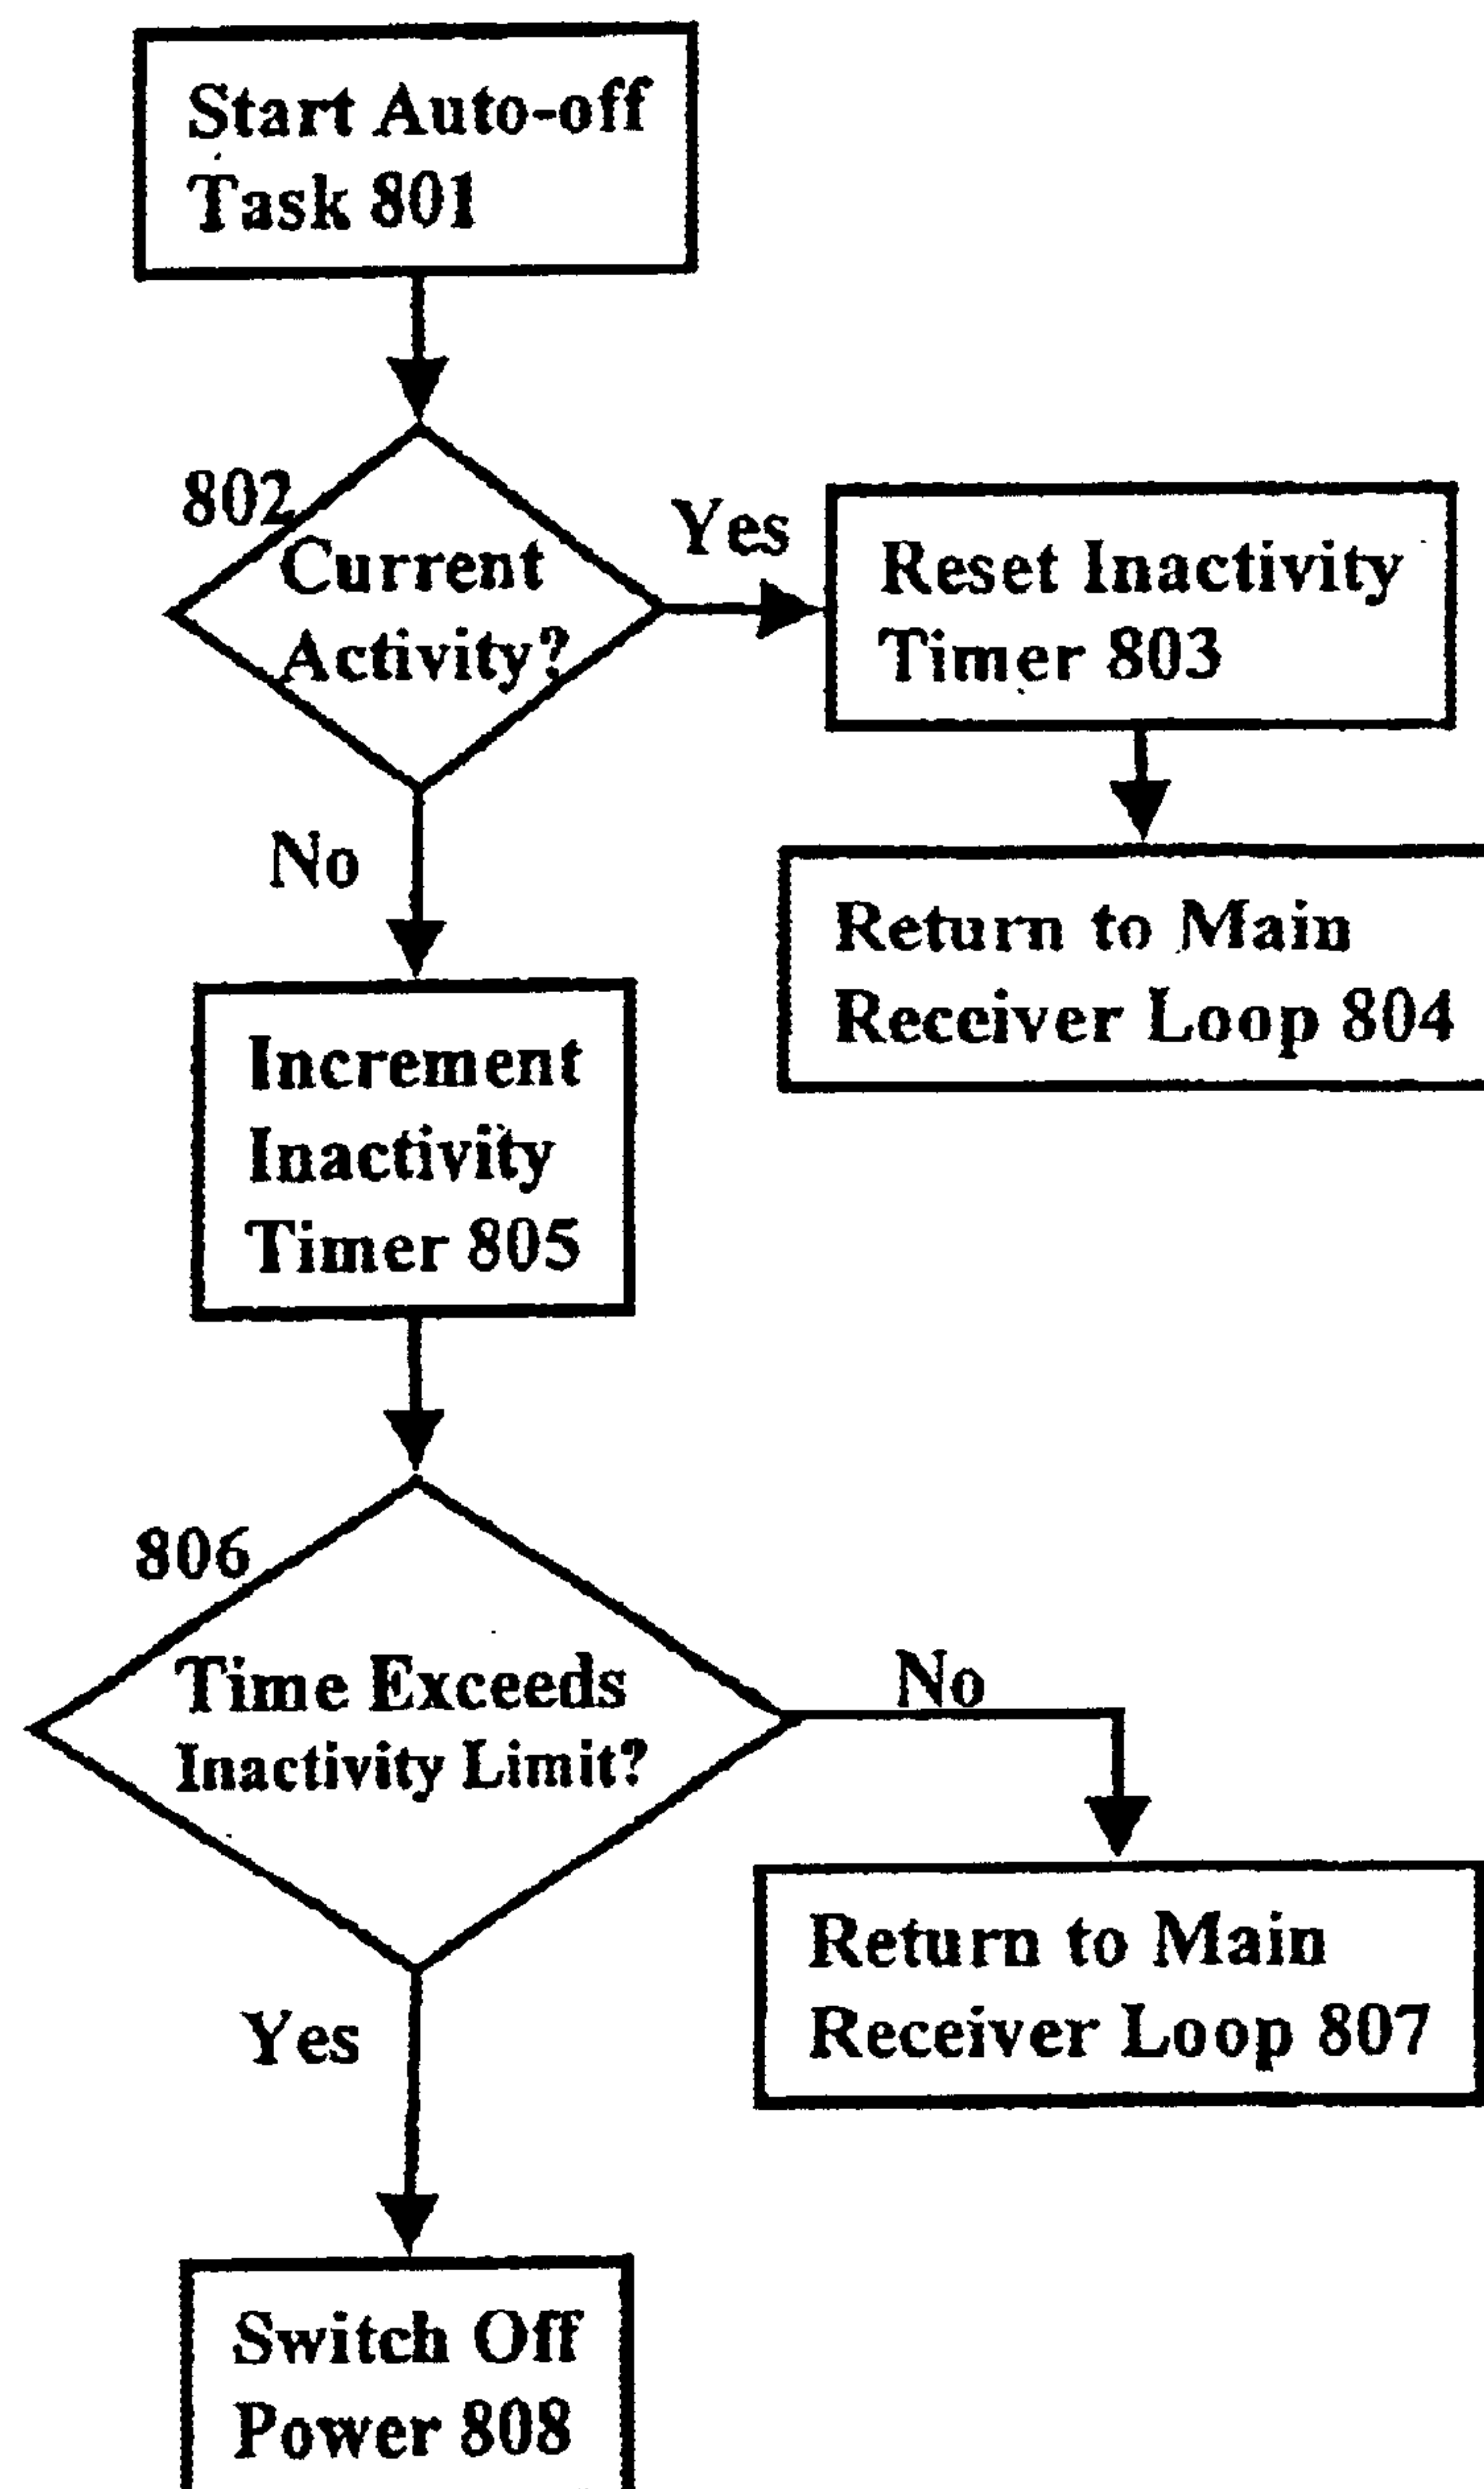 Start Auto-off
Task 801
802
Current
Activity?
Yes
Reset Inactivity
Timer 803
Return to Main
Receiver Loop 804
No
Increment
Inactivity
Timer 805
806
Time Exceeds
Inactivity Limit?
No
Return to Main
Receiver Loop 807
Yes
Switch Off
Power 808